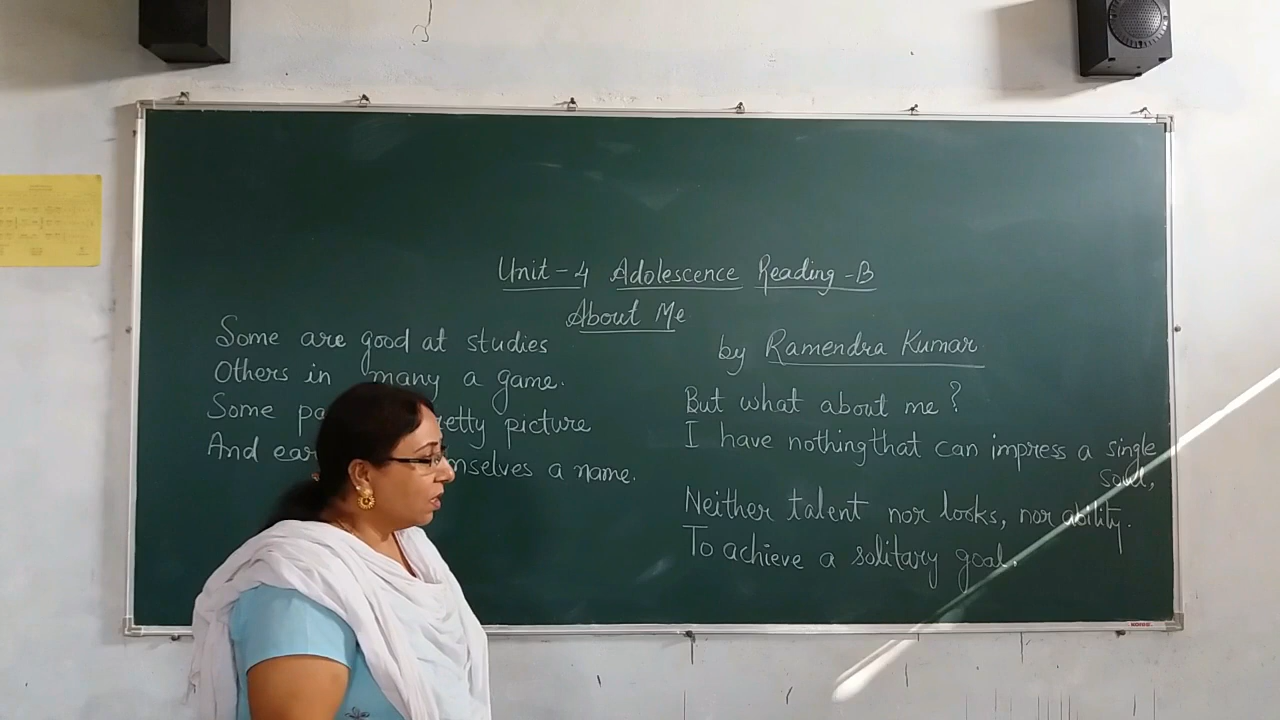 Unit-4 Adolescence Reading-B
About Me
by Ramendra Kumar
Some are good at studies
Others in many a game.
Some pa etty picture
And ear mselves a name.
But what about me?
I have nothing that can impress a single
soul,
Neither talent nor looks, nor ability.
To achieve a solitary goal.